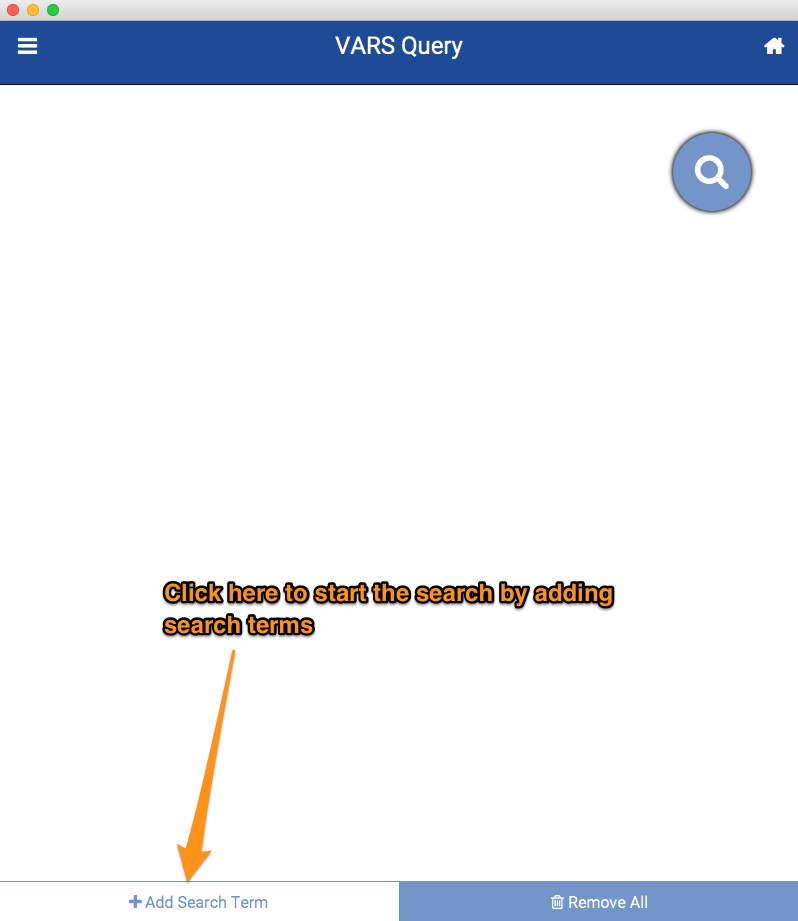 VARS Query
Click here to start the search by adding
search terms
Add Search Term
Remove All